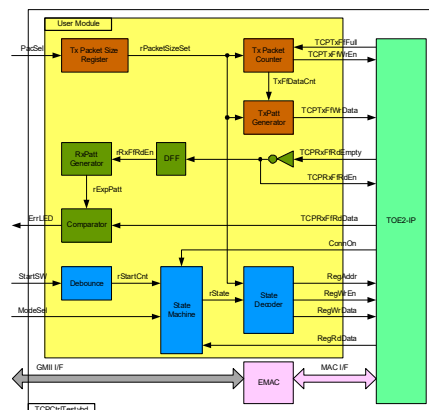 User Module
PacSel
Tx Packet Size
Register
rPacketSizeSet
Tx Packet
Counter
TCPTxFfFull
TCPTxFfWrEn
TxFfDataCnt
TxPatt
Generator
TCPTxFfWrData
RxPatt
Generator
rRxFfRdEn
DFF
TCPRxFfRdEmpty
TCPRxFfRdEn
rExpPatt
ErrLED
Comparator
TCPRxFfRdData
TOE2-IP
ConnOn
StartSW
Debounce
rStartCnt
State
Machine
rState
State
Decoder
RegAddr
RegWrEn
RegWrData
ModeSel
RegRdData
GMII I/F
EMAC
MAC I/F
TCPCtrlTest.vhd